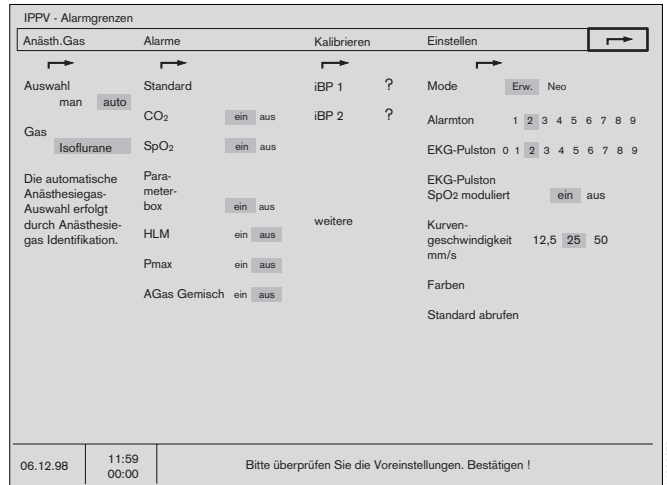 IPPV - Alarmgrenzen
Anästh.Gas Alarme Kalibrieren Einstellen
Auswahl
man auto
Gas
Isoflurane
Die automatische
Anästhesiegas-
Auswahl erfolgt
durch Anästhesie-
gas Identifikation.
Standard
CO2 ein aus
SpO2 ein aus
Para-
meter-
box ein aus
HLM ein aus
Pmax ein aus
AGas Gemisch ein aus
iBP 1 ?
iBP 2 ?
weitere
Mode Erw. Neo
Alarmton 1 2 3 4 5 6 7 8 9
EKG-Pulston 0 1 2 3 4 5 6 7 8 9
EKG-Pulston
SpO2 moduliert ein aus
Kurven-
geschwindigkeit 12,5 25 50
mm/s
Farben
Standard abrufen
06.12.98
11:59
00:00
Bitte überprüfen Sie die Voreinstellungen. Bestätigen !